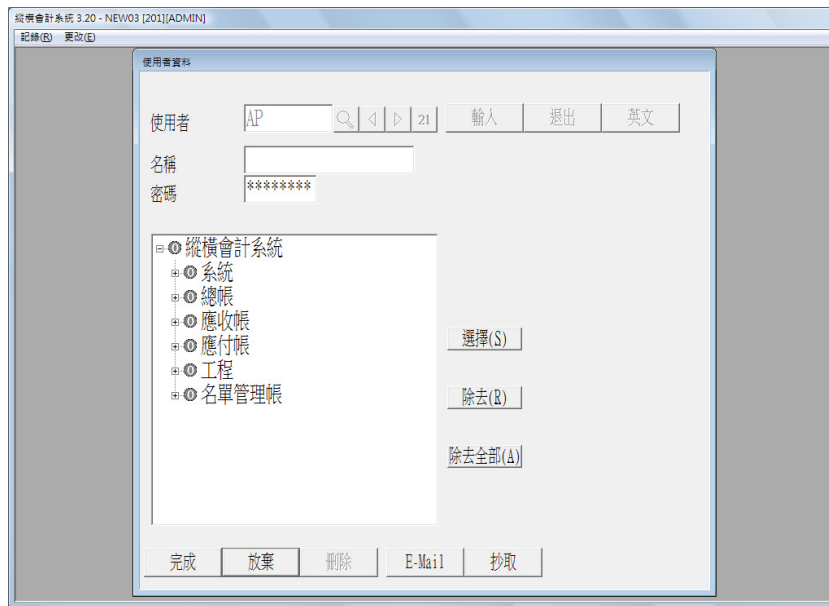 縱橫會計系統 3.20 - NEW03 [201][ADMIN]
記錄(R) 更改(E)
使用者資料
使用者 AP 21 輸入 退出 英文
名稱
密碼 ********
縱橫會計系統
系統
總帳
應收帳
應付帳
工程
名單管理帳
選擇(S)
除去(R)
除去全部(A)
完成 放棄 刪除 E-Mail 抄取